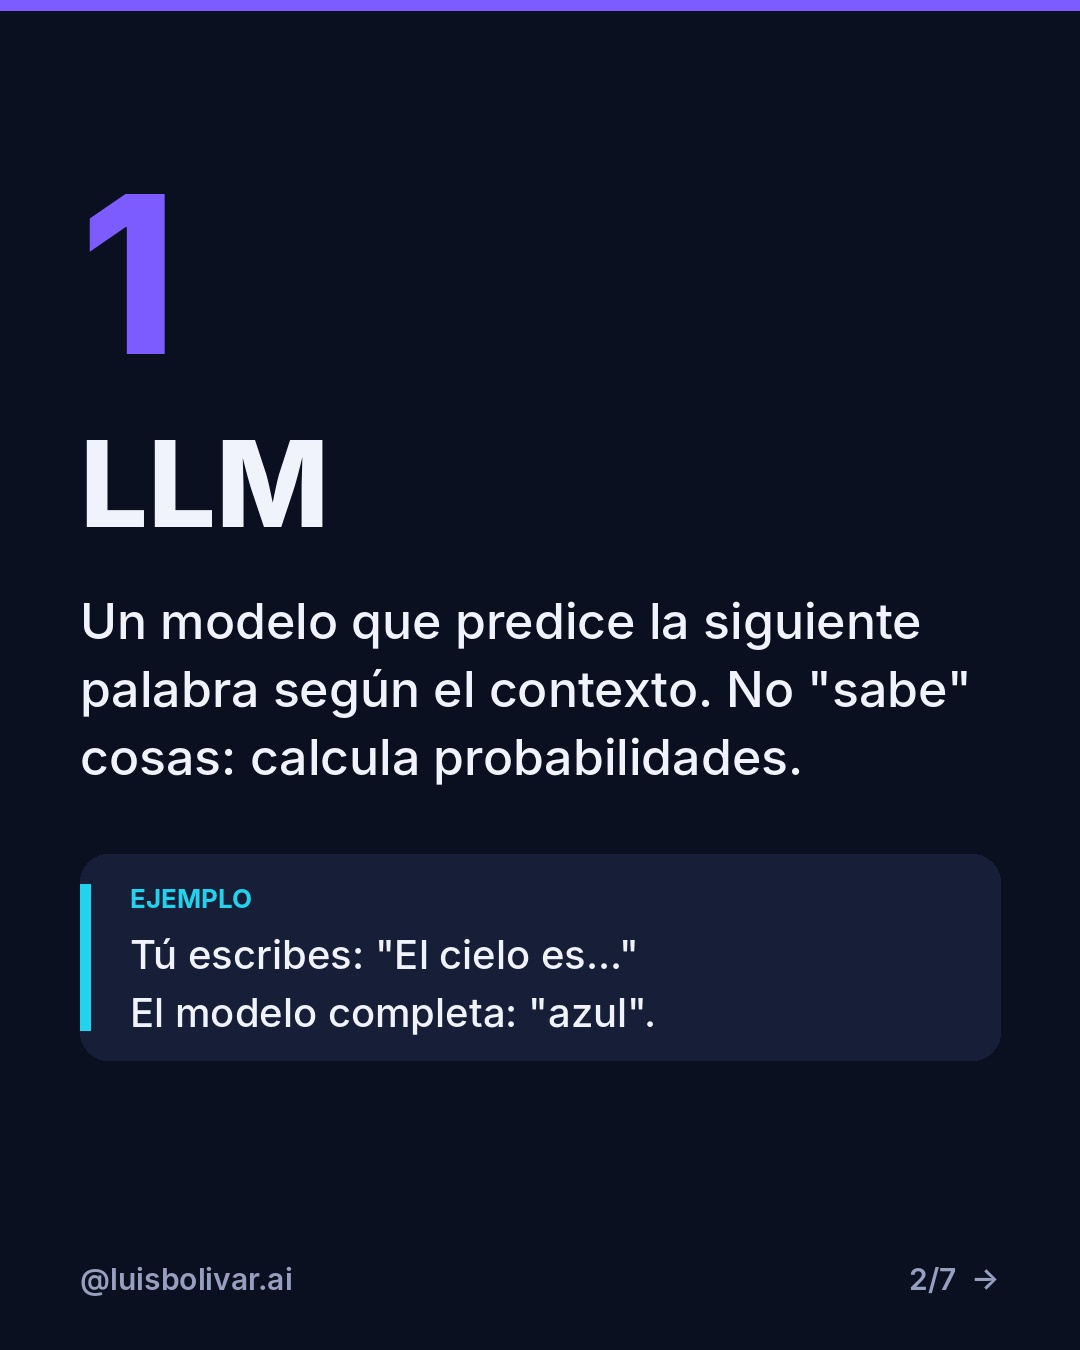 1
LLM
Un modelo que predice la siguiente
palabra según el contexto. No "sabe"
cosas: calcula probabilidades.
EJEMPLO
Tú escribes: "El cielo es..."
El modelo completa: "azul".
@luisbolivar.ai
2/7 →